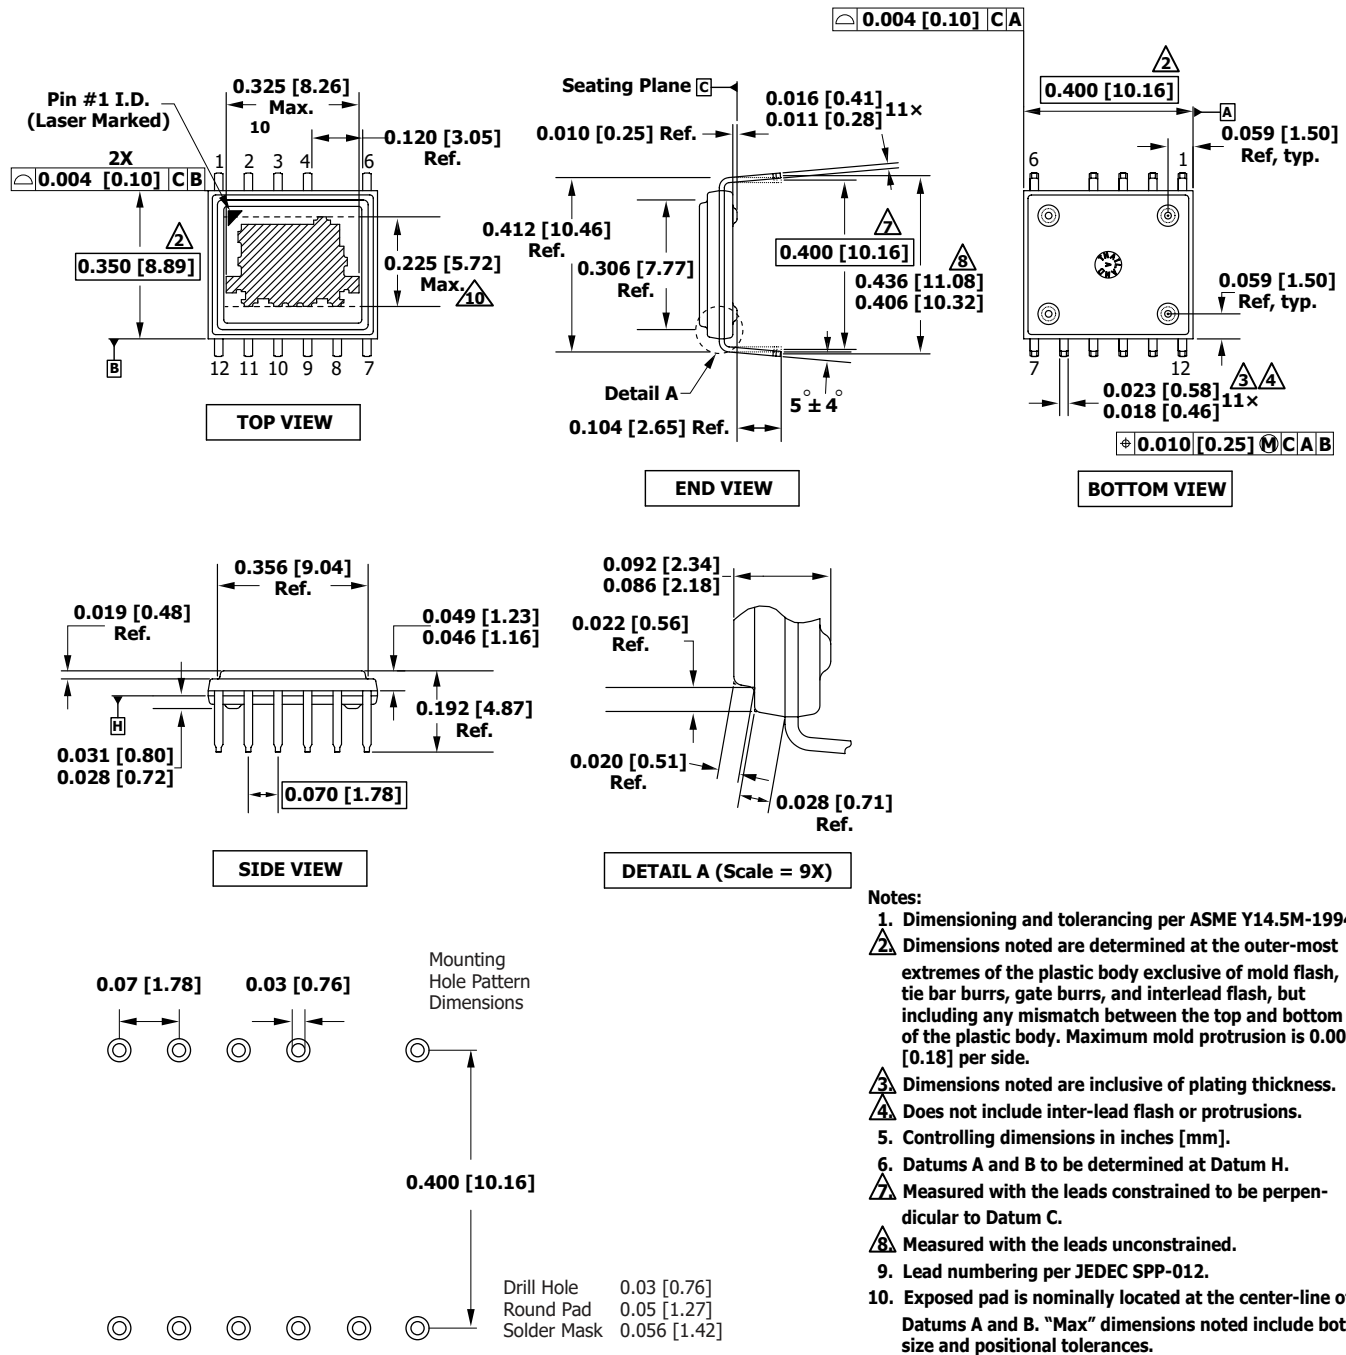 0.004 [0.10] C A
Pin #1 I.D.
(Laser Marked)
0.325 [8.26]
Max.
10
0.120 [3.05]
Ref.
2X
0.004 [0.10] C B
1 2 3 4 6
2
0.350 [8.89]
0.225 [5.72]
Max.
10
B
12 11 10 9 8 7
TOP VIEW
Seating Plane C
0.010 [0.25] Ref.
0.016 [0.41]
0.011 [0.28]
11×
0.412 [10.46]
Ref.
0.306 [7.77]
Ref.
7
0.400 [10.16]
8
0.436 [11.08]
0.406 [10.32]
Detail A
5° ± 4°
0.104 [2.65] Ref.
END VIEW
2
0.400 [10.16]
A
0.059 [1.50]
Ref, typ.
6 1
0.059 [1.50]
Ref, typ.
7 12
0.023 [0.58]
0.018 [0.46]
11×
3 4
⌖ 0.010 [0.25] Ⓜ C A B
BOTTOM VIEW
0.356 [9.04]
Ref.
0.019 [0.48]
Ref.
0.049 [1.23]
0.046 [1.16]
H
0.192 [4.87]
Ref.
0.031 [0.80]
0.028 [0.72]
0.070 [1.78]
SIDE VIEW
0.092 [2.34]
0.086 [2.18]
0.022 [0.56]
Ref.
0.020 [0.51]
Ref.
0.028 [0.71]
Ref.
DETAIL A (Scale = 9X)
Mounting
Hole Pattern
Dimensions
0.07 [1.78]
0.03 [0.76]
0.400 [10.16]
Drill Hole 0.03 [0.76]
Round Pad 0.05 [1.27]
Solder Mask 0.056 [1.42]
Notes:
1. Dimensioning and tolerancing per ASME Y14.5M-1994
2. Dimensions noted are determined at the outer-most
extremes of the plastic body exclusive of mold flash,
tie bar burrs, gate burrs, and interlead flash, but
including any mismatch between the top and bottom
of the plastic body. Maximum mold protrusion is 0.00
[0.18] per side.
3. Dimensions noted are inclusive of plating thickness.
4. Does not include inter-lead flash or protrusions.
5. Controlling dimensions in inches [mm].
6. Datums A and B to be determined at Datum H.
7. Measured with the leads constrained to be perpen-
dicular to Datum C.
8. Measured with the leads unconstrained.
9. Lead numbering per JEDEC SPP-012.
10. Exposed pad is nominally located at the center-line o
Datums A and B. “Max” dimensions noted include bot
size and positional tolerances.